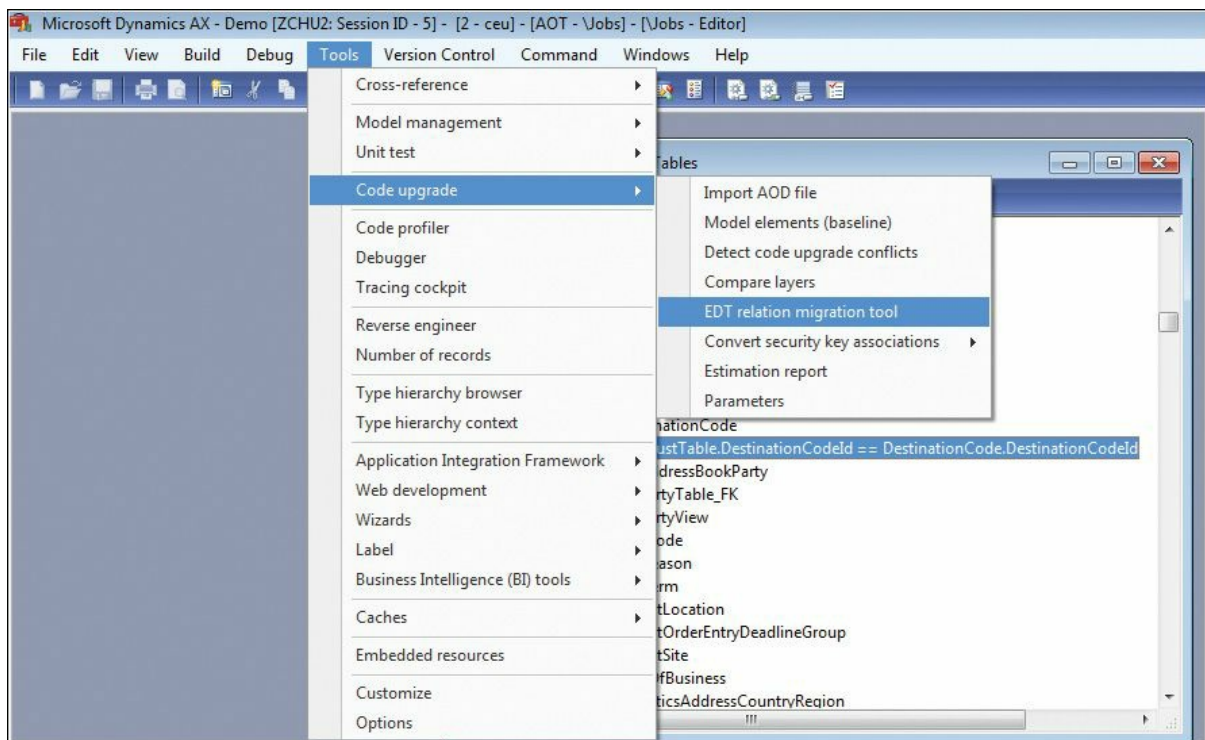 Microsoft Dynamics AX - Demo [ZCHU2: Session ID - 5] - [2 - ceu] - [AOT - \Jobs] - [\Jobs - Editor]
File Edit View Build Debug Tools Version Control Command Windows Help
Cross-reference
Model management
Unit test
Code upgrade
Code profiler
Debugger
Tracing cockpit
Reverse engineer
Number of records
Type hierarchy browser
Type hierarchy context
Application Integration Framework
Web development
Wizards
Label
Business Intelligence (BI) tools
Caches
Embedded resources
Customize
Options
Tables
Import AOD file
Model elements (baseline)
Detect code upgrade conflicts
Compare layers
EDT relation migration tool
Convert security key associations
Estimation report
Parameters
nationCode
ustTable.DestinationCodeId == DestinationCode.DestinationCodeId
dressBookParty
rtyTable_FK
rtyView
ode
eason
rm
tLocation
tOrderEntryDeadlineGroup
tSite
fBusiness
ticsAddressCountryRegion